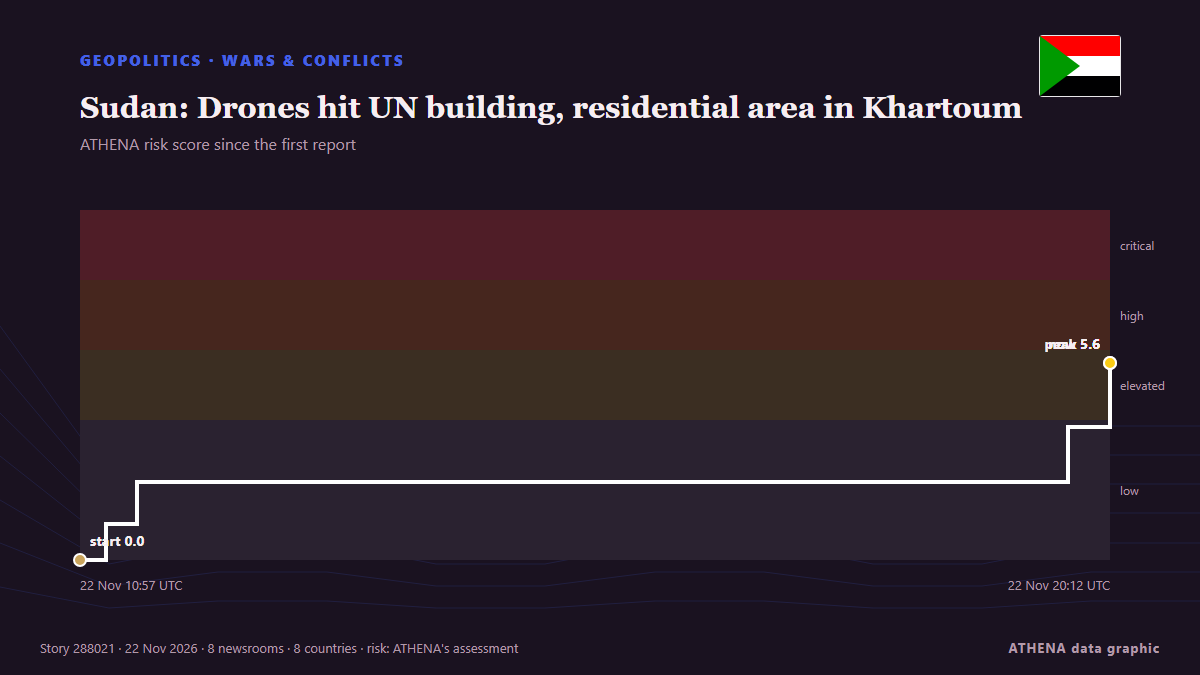 GEOPOLITICS · WARS & CONFLICTS
Sudan: Drones hit UN building, residential area in Khartoum
ATHENA risk score since the first report
critical
high
peak 5.6
elevated
low
start 0.0
22 Nov 10:57 UTC
22 Nov 20:12 UTC
Story 288021 · 22 Nov 2026 · 8 newsrooms · 8 countries · risk: ATHENA's assessment
ATHENA data graphic